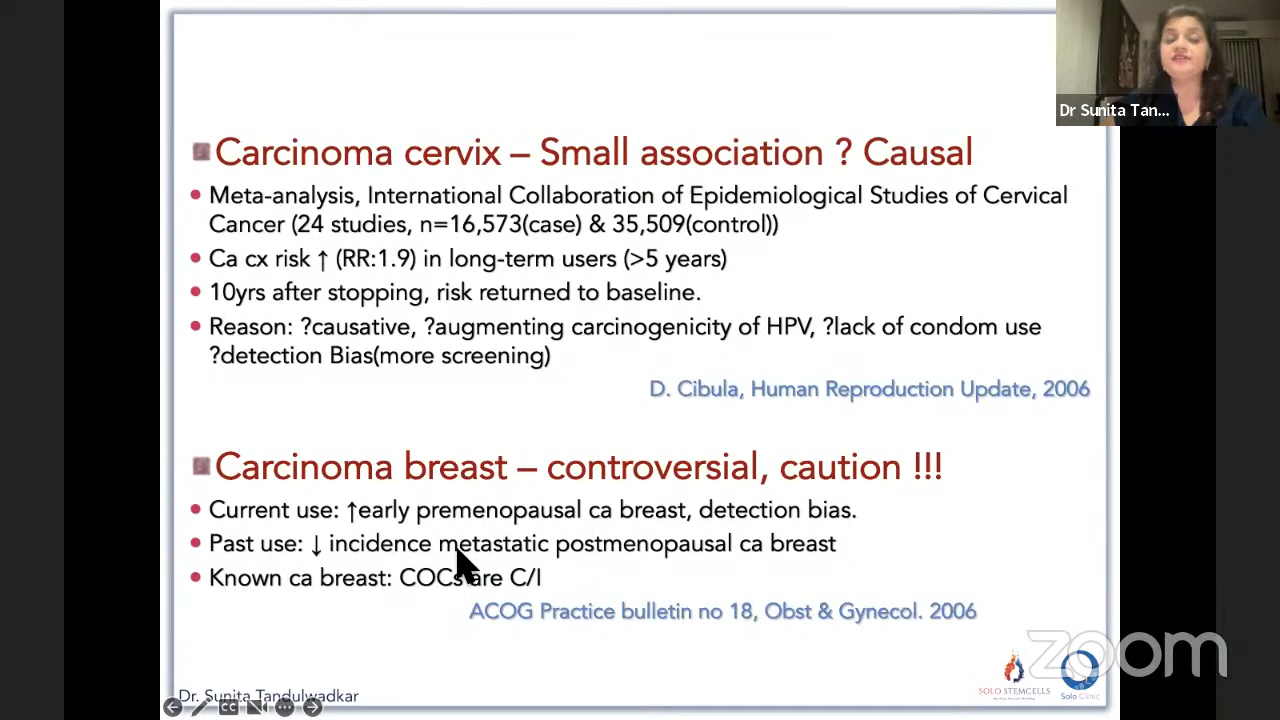 Dr Sunita Tan...
Carcinoma cervix – Small association ? Causal
Meta-analysis, International Collaboration of Epidemiological Studies of Cervical
Cancer (24 studies, n=16,573(case) & 35,509(control))
Ca cx risk ↑ (RR:1.9) in long-term users (>5 years)
10yrs after stopping, risk returned to baseline.
Reason: ?causative, ?augmenting carcinogenicity of HPV, ?lack of condom use
?detection Bias(more screening)
D. Cibula, Human Reproduction Update, 2006
Carcinoma breast – controversial, caution !!!
Current use: ↑early premenopausal ca breast, detection bias.
Past use: ↓ incidence metastatic postmenopausal ca breast
Known ca breast: COCs are C/I
ACOG Practice bulletin no 18, Obst & Gynecol. 2006
zoom
SOLO STEMCELLS
Solo Clinic
Dr. Sunita Tandulwadkar